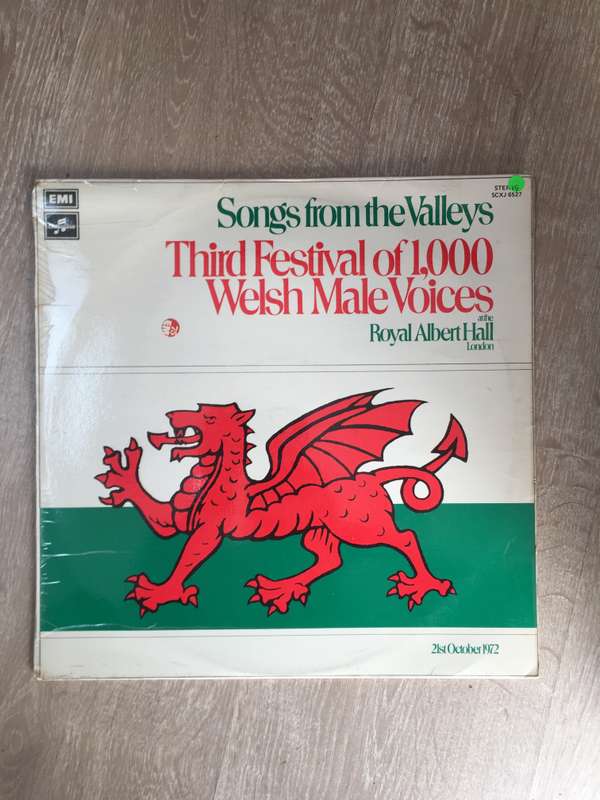 EMI
STEREO
SCXJ 6527
Songs from the Valleys
Third Festival of 1,000
Welsh Male Voices
at the
Royal Albert Hall
London
21st October 1972